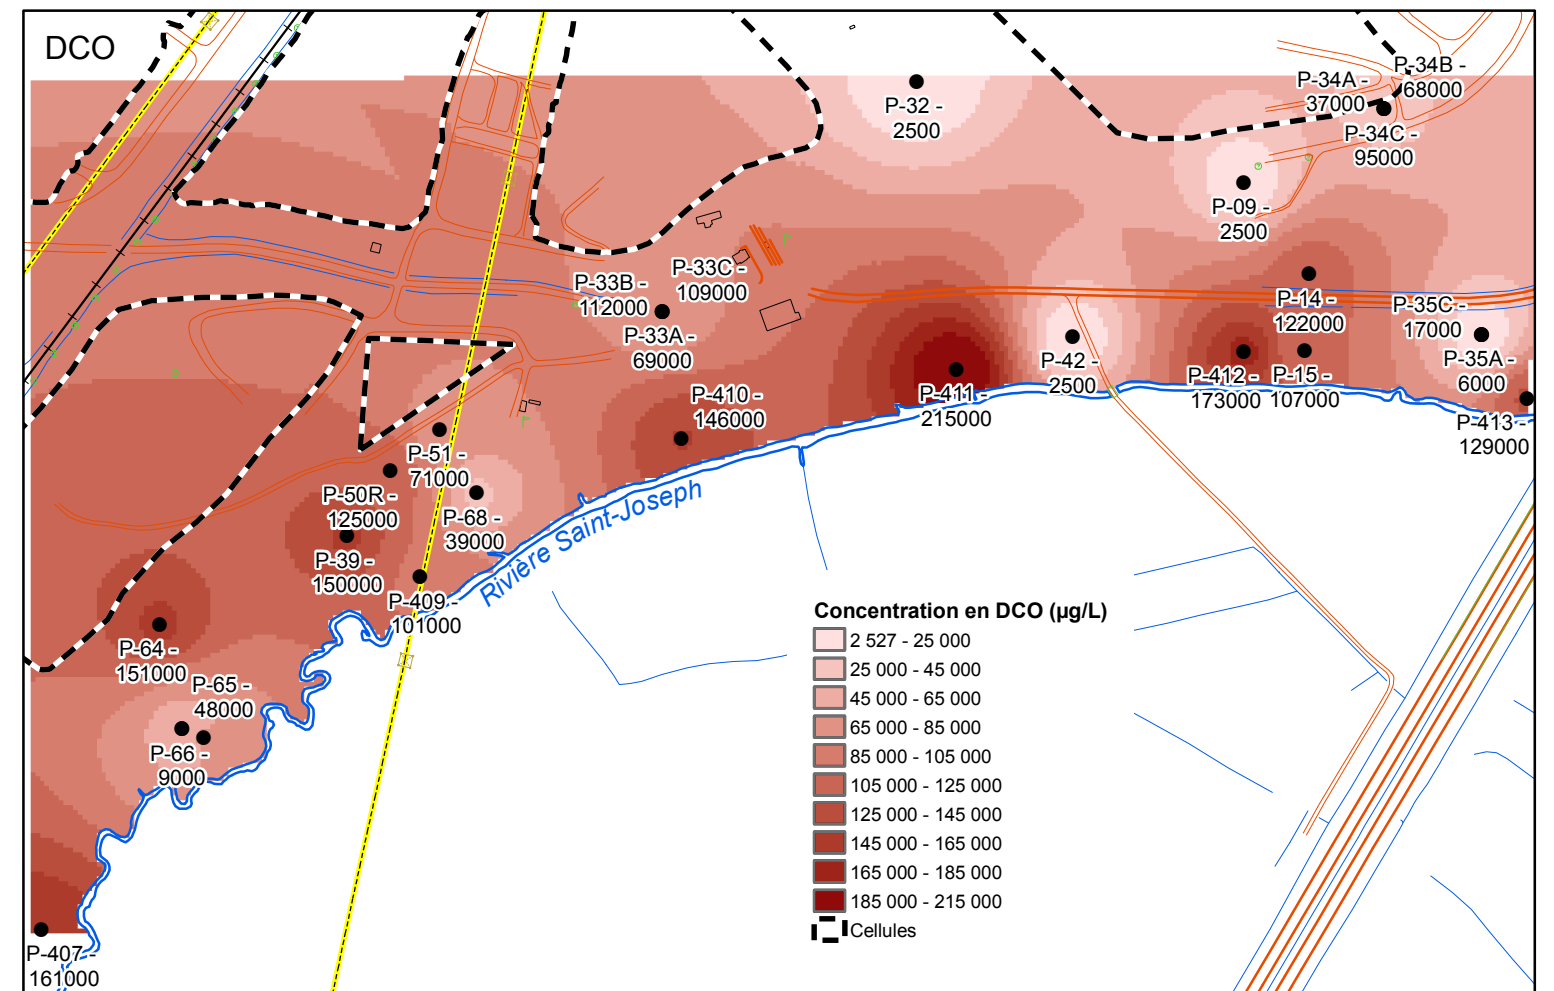 DCO
P-34B -
68000
P-34A -
37000
P-32 -
2500
P-34C -
95000
P-09 -
2500
P-33C -
109000
P-33B -
112000
P-33A -
69000
P-14 -
122000
P-35C -
17000
P-35A -
6000
P-42 -
2500
P-412 -
173000
P-15 -
107000
P-411 -
215000
P-410 -
146000
P-413 -
129000
P-51 -
71000
P-50R -
125000
P-68 -
39000
P-39 -
150000
Rivière Saint-Joseph
P-409 -
101000
P-64 -
151000
P-65 -
48000
P-66 -
9000
P-407 -
161000
Concentration en DCO (µg/L)
2 527 - 25 000
25 000 - 45 000
45 000 - 65 000
65 000 - 85 000
85 000 - 105 000
105 000 - 125 000
125 000 - 145 000
145 000 - 165 000
165 000 - 185 000
185 000 - 215 000
Cellules